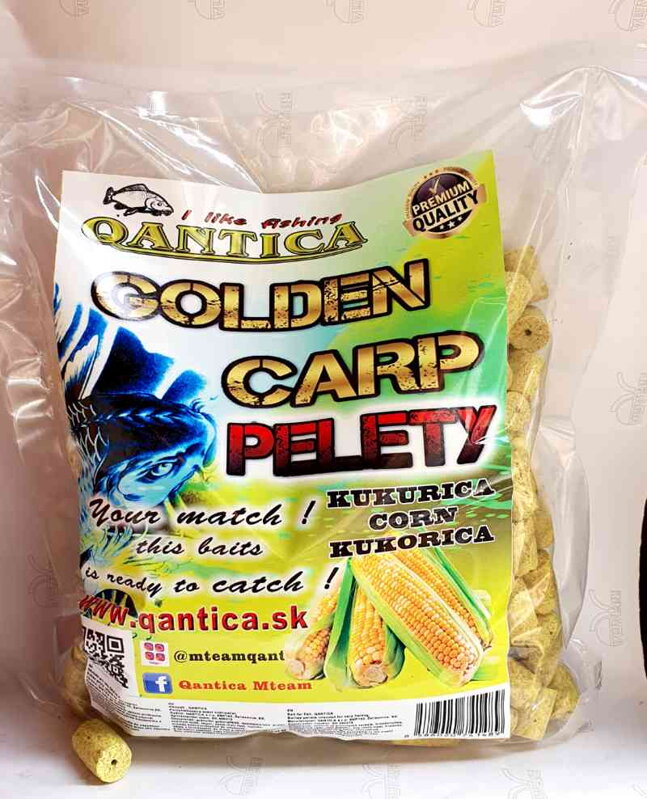 I like fishing
QANTICA
PREMIUM
QUALITY
GOLDEN
CARP
PELETY
KUKURICA
CORN
KUKORICA
Your match !
this baits
is ready to catch !
www.qantica.sk
@mteamqant
Qantica Mteam